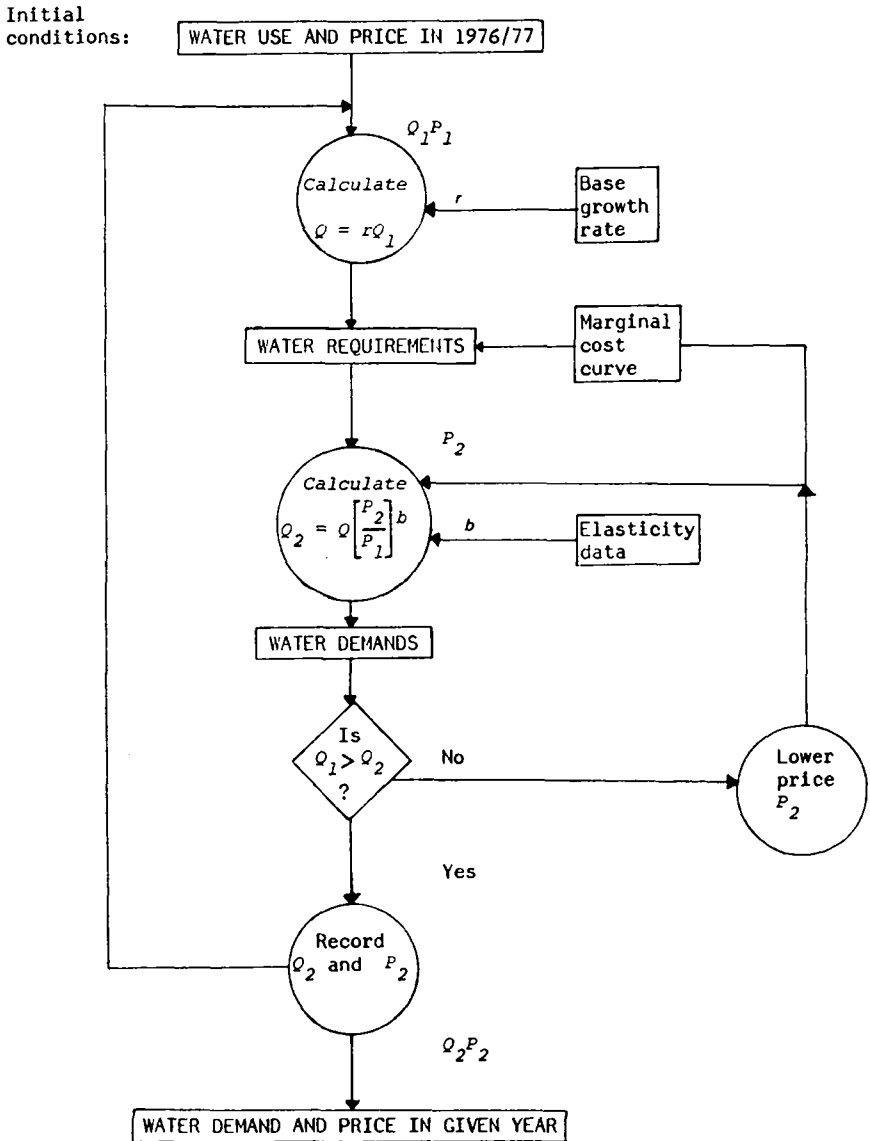 Initial
conditions:
WATER USE AND PRICE IN 1976/77
Q1P1
Calculate
Q = rQ1
r
Base
growth
rate
WATER REQUIREMENTS
Marginal
cost
curve
P2
Calculate
Q2 = Q[P2/P1]b
b
Elasticity
data
WATER DEMANDS
Is
Q1 > Q2
?
No
Lower
price
P2
Yes
Record
Q2 and P2
Q2P2
WATER DEMAND AND PRICE IN GIVEN YEAR